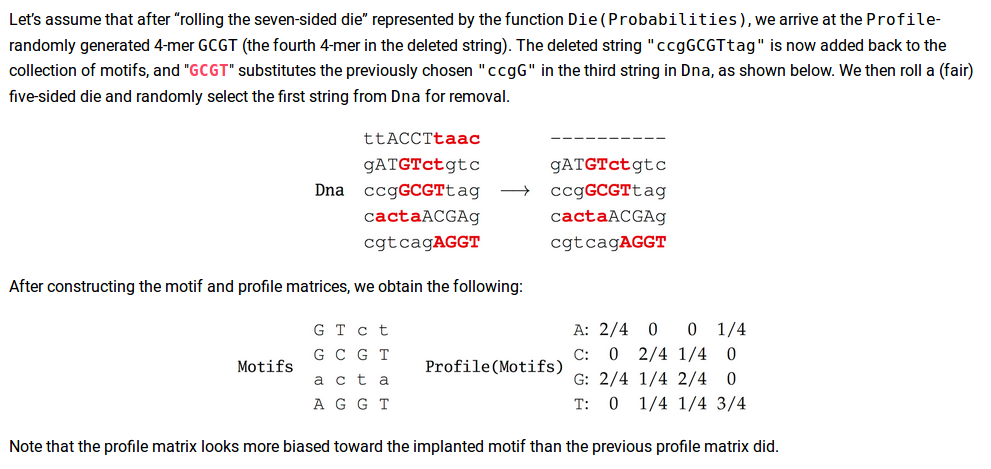 Let's assume that after “rolling the seven-sided die” represented by the function Die(Probabilities), we arrive at the Profile-
randomly generated 4-mer GCGT (the fourth 4-mer in the deleted string). The deleted string "ccgGCGTtag" is now added back to the
collection of motifs, and "GCGT" substitutes the previously chosen "ccgG" in the third string in Dna, as shown below. We then roll a (fair)
five-sided die and randomly select the first string from Dna for removal.
ttACCTtaac ----------
gATGTctgtc gATGTctgtc
Dna ccgGCGTtag → ccgGCGTtag
cactaACGAg cactaACGAg
cgtcagAGGT cgtcagAGGT
After constructing the motif and profile matrices, we obtain the following:
G T c t A: 2/4 0 0 1/4
G C G T C: 0 2/4 1/4 0
Motifs Profile(Motifs)
a c t a G: 2/4 1/4 2/4 0
A G G T T: 0 1/4 1/4 3/4
Note that the profile matrix looks more biased toward the implanted motif than the previous profile matrix did.